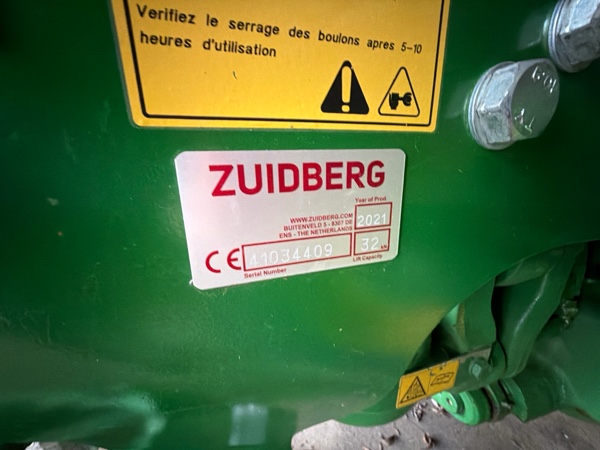 Verifiez le serrage des boulons apres 5-10
heures d'utilisation
ZUIDBERG
Year of Prod.
WWW.ZUIDBERG.COM
BUITENVELD 5 - 8307 DE
ENS - THE NETHERLANDS
2021
CE 41034409 32 kN
Serial Number Lift Capacity